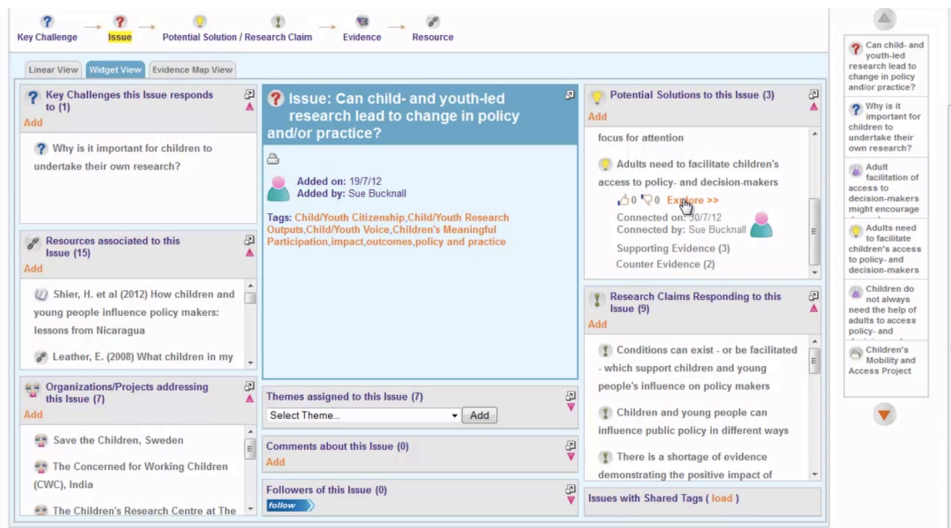 Key Challenge
Issue
Potential Solution / Research Claim
Evidence
Resource
Linear View
Widget View
Evidence Map View
Key Challenges this Issue responds
to (1)
Add
Why is it important for children to
undertake their own research?
Resources associated to this
Issue (15)
Add
Shier, H. et al (2012) How children and
young people influence policy makers:
lessons from Nicaragua
Leather, E. (2008) What children in my
Organizations/Projects addressing
this Issue (7)
Add
Save the Children, Sweden
The Concerned for Working Children
(CWC), India
The Children's Research Centre at The
Issue: Can child- and youth-led
research lead to change in policy
and/or practice?
Added on: 19/7/12
Added by: Sue Bucknall
Tags: Child/Youth Citizenship,Child/Youth Research
Outputs,Child/Youth Voice,Children's Meaningful
Participation,impact,outcomes,policy and practice
Themes assigned to this Issue (7)
Select Theme...
Add
Comments about this Issue (0)
Add
Followers of this Issue (0)
follow
Potential Solutions to this Issue (3)
Add
focus for attention
Adults need to facilitate children's
access to policy- and decision-makers
0 0 Explore >>
Connected on: 30/7/12
Connected by: Sue Bucknall
Supporting Evidence (3)
Counter Evidence (2)
Research Claims Responding to this
Issue (9)
Add
Conditions can exist - or be facilitated
- which support children and young
people's influence on policy makers
Children and young people can
influence public policy in different ways
There is a shortage of evidence
demonstrating the positive impact of
Issues with Shared Tags ( load )
Can child- and
youth-led
research lead to
change in policy
and/or practice?
Why is it
important for
children to
undertake their
own research?
Adult
facilitation of
access to
decision-makers
might encourage
Adults need
to facilitate
children's access
to policy- and
decision-makers
Children do
not always
need the help of
adults to access
policy- and
Children's
Mobility and
Access Project